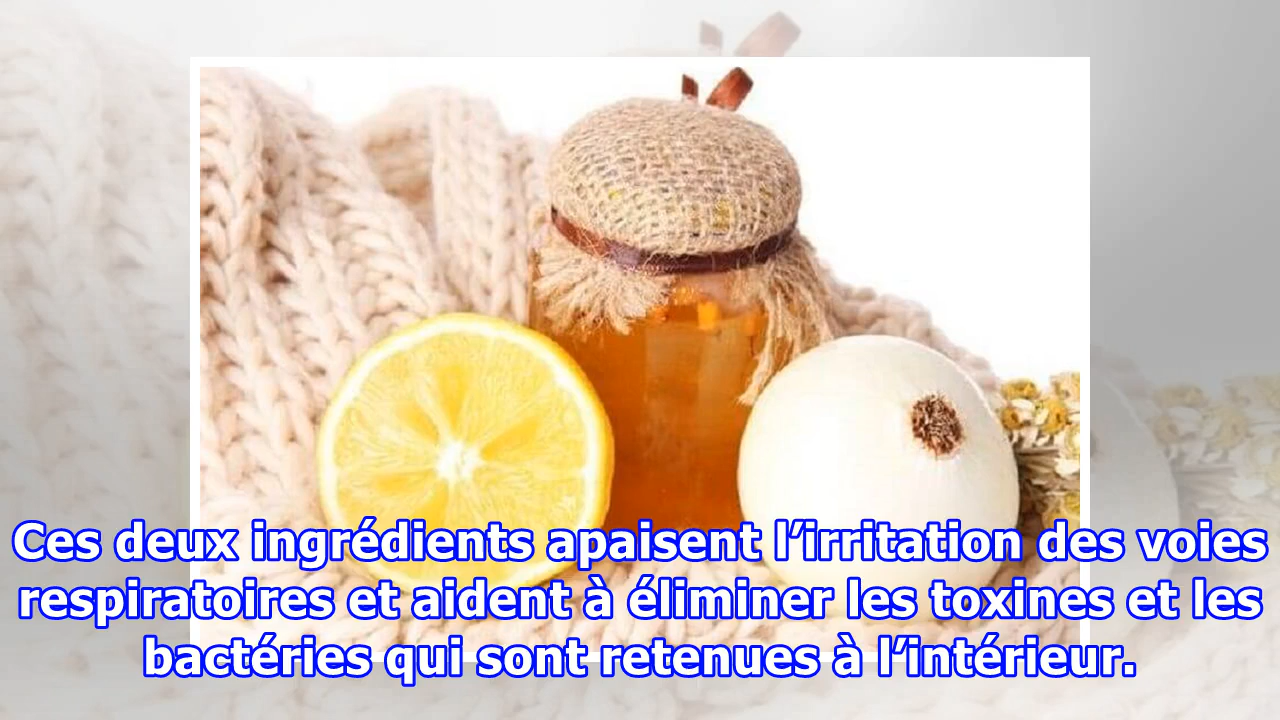 Ces deux ingrédients apaisent l’irritation des voies
respiratoires et aident à éliminer les toxines et les
bactéries qui sont retenues à l’intérieur.